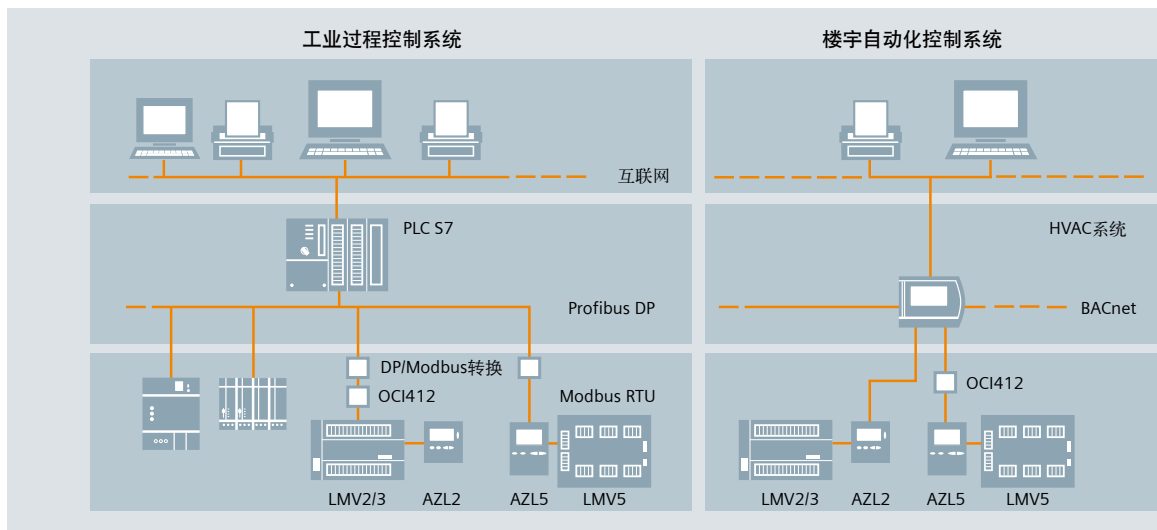 工业过程控制系统
楼宇自动化控制系统
互联网
PLC S7
HVAC系统
Profibus DP
BACnet
DP/Modbus转换
OCI412
Modbus RTU
OCI412
LMV2/3
AZL2
AZL5
LMV5
LMV2/3
AZL2
AZL5
LMV5